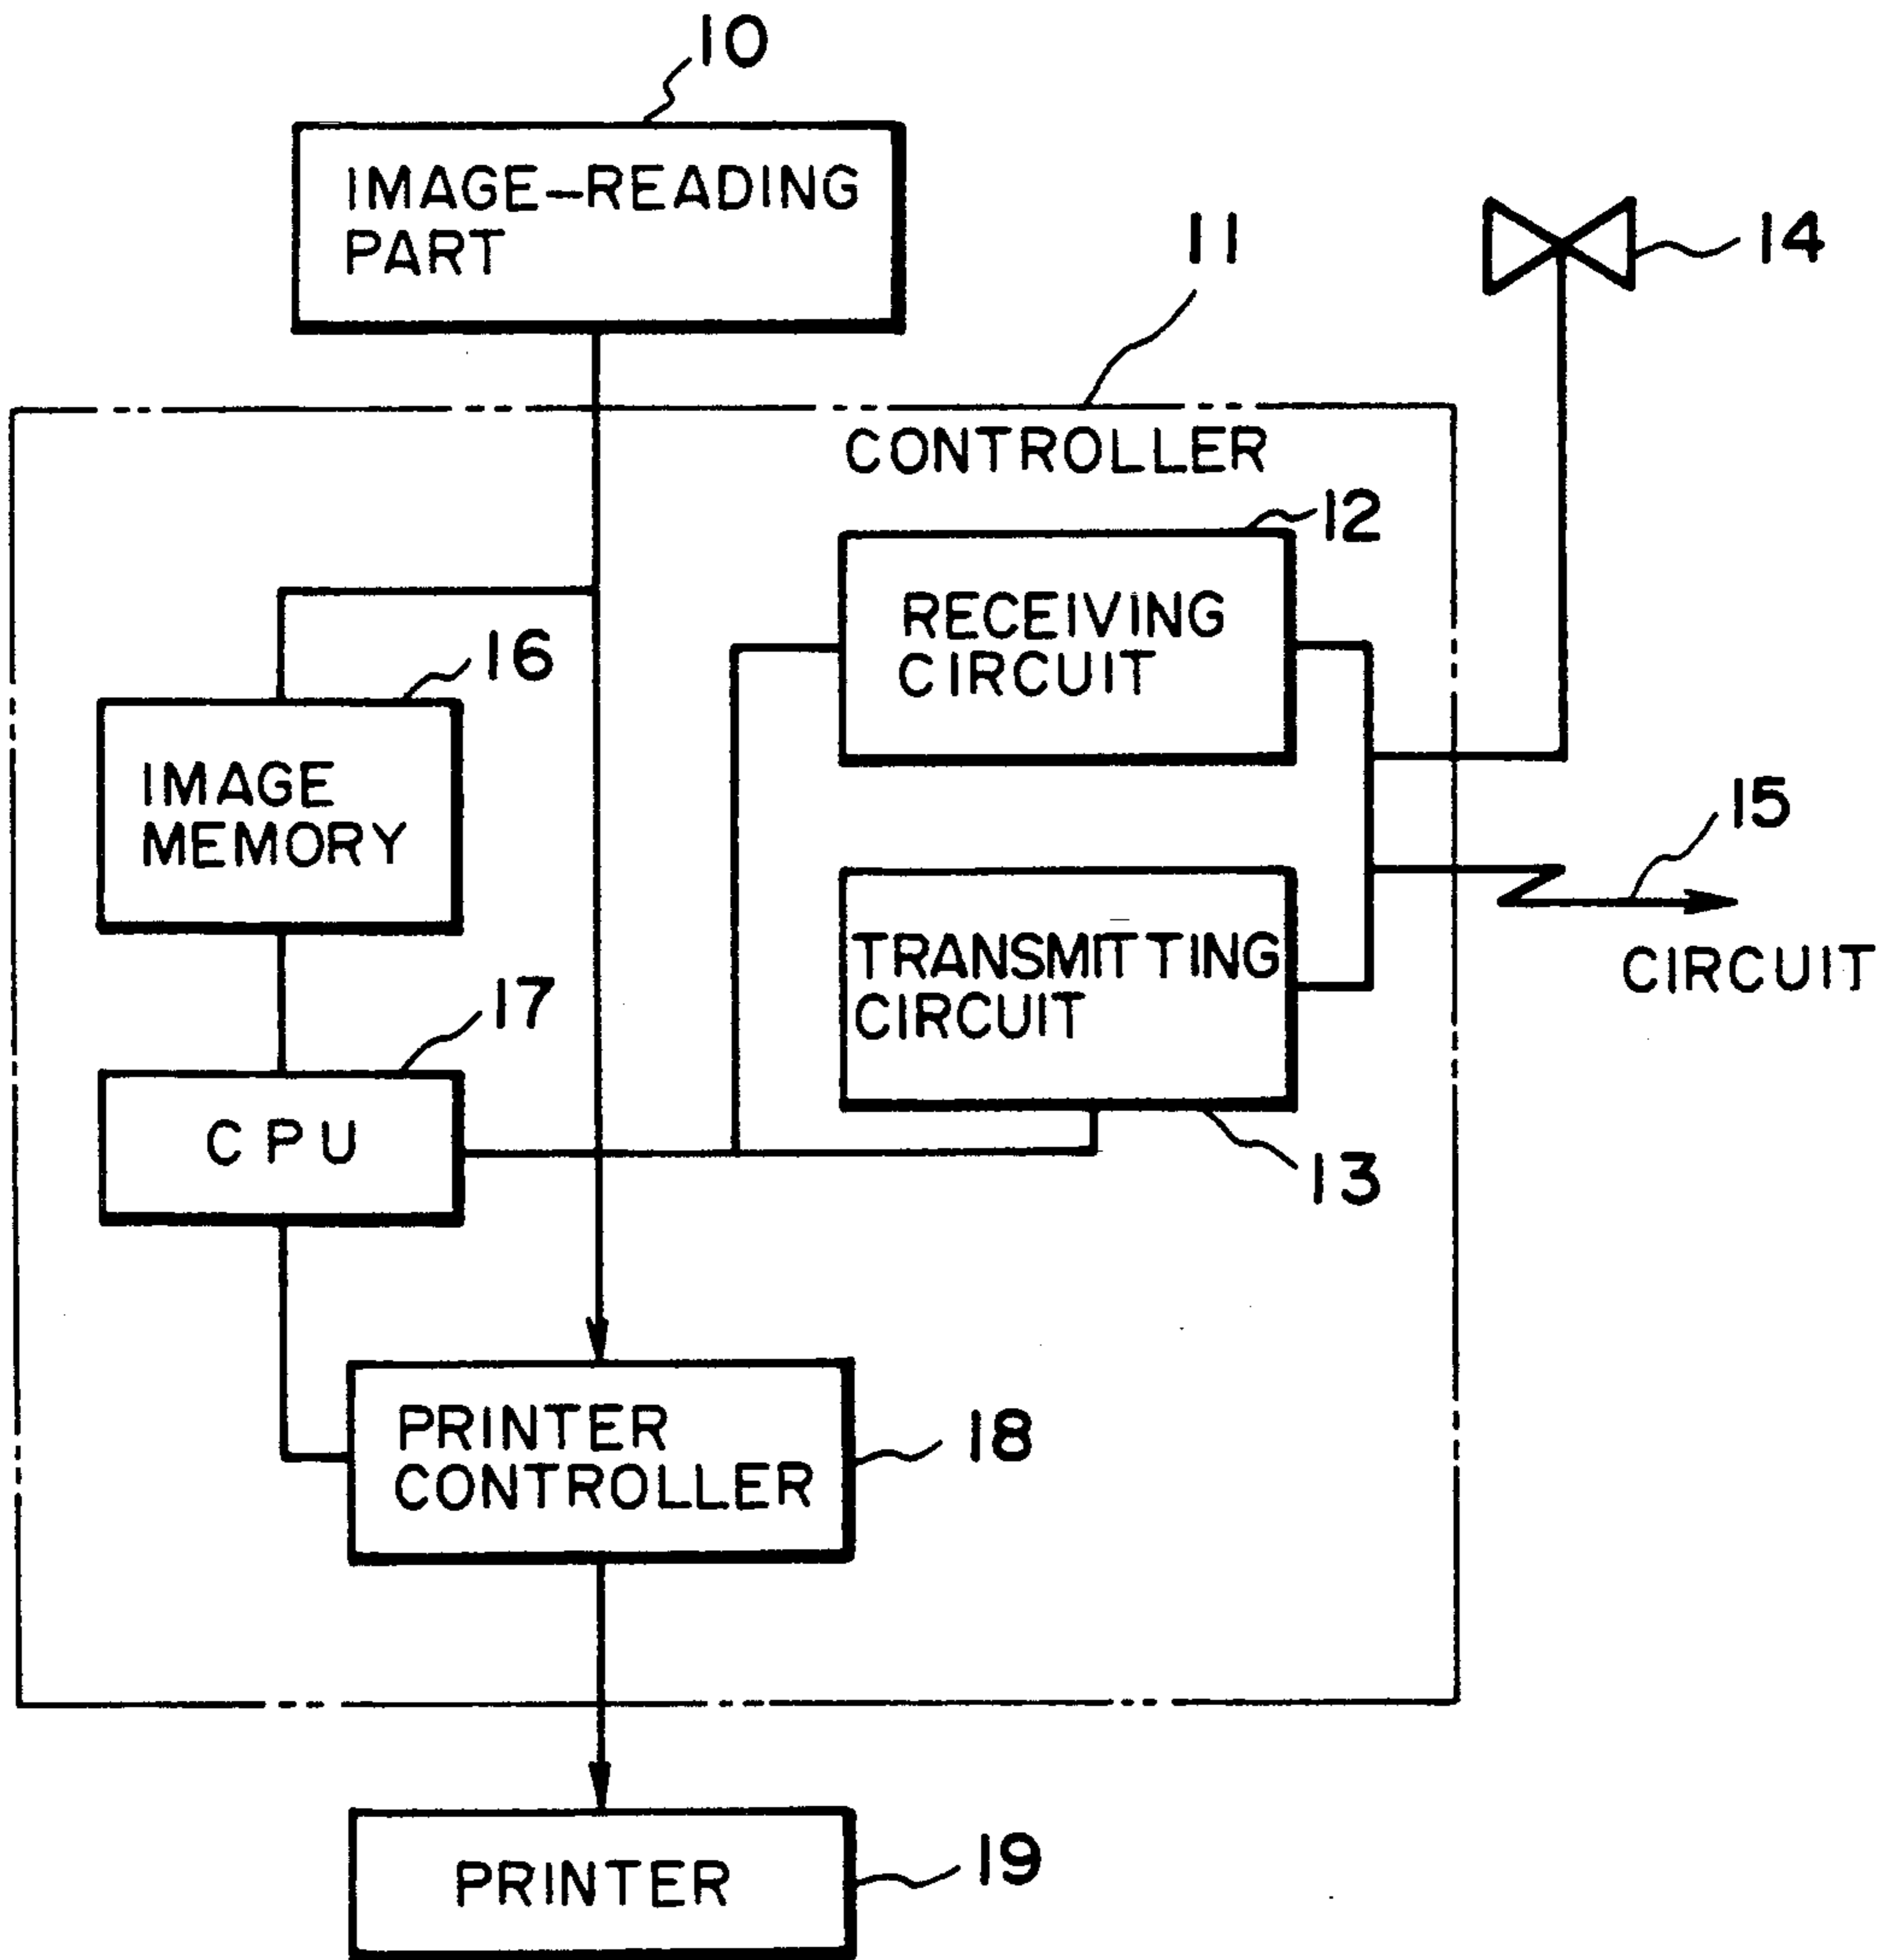 10
IMAGE-READING
PART
11
14
CONTROLLER
12
RECEIVING
CIRCUIT
16
IMAGE
MEMORY
15
TRANSMITTING
CIRCUIT
CIRCUIT
17
CPU
13
PRINTER
CONTROLLER
18
PRINTER
19